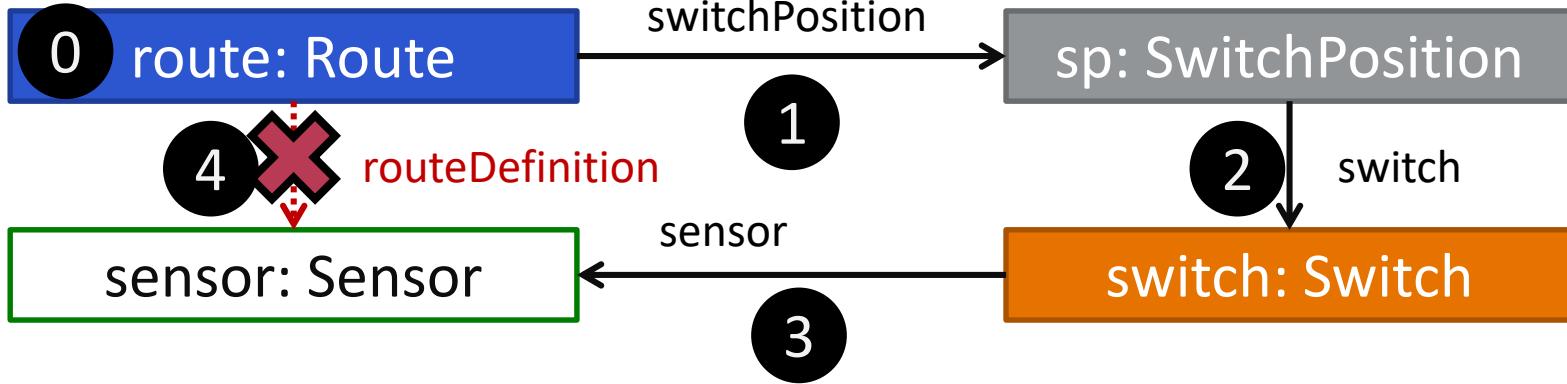 switchPosition
0 route: Route
sp: SwitchPosition
1
4 routeDefinition
2 switch
sensor
sensor: Sensor
switch: Switch
3